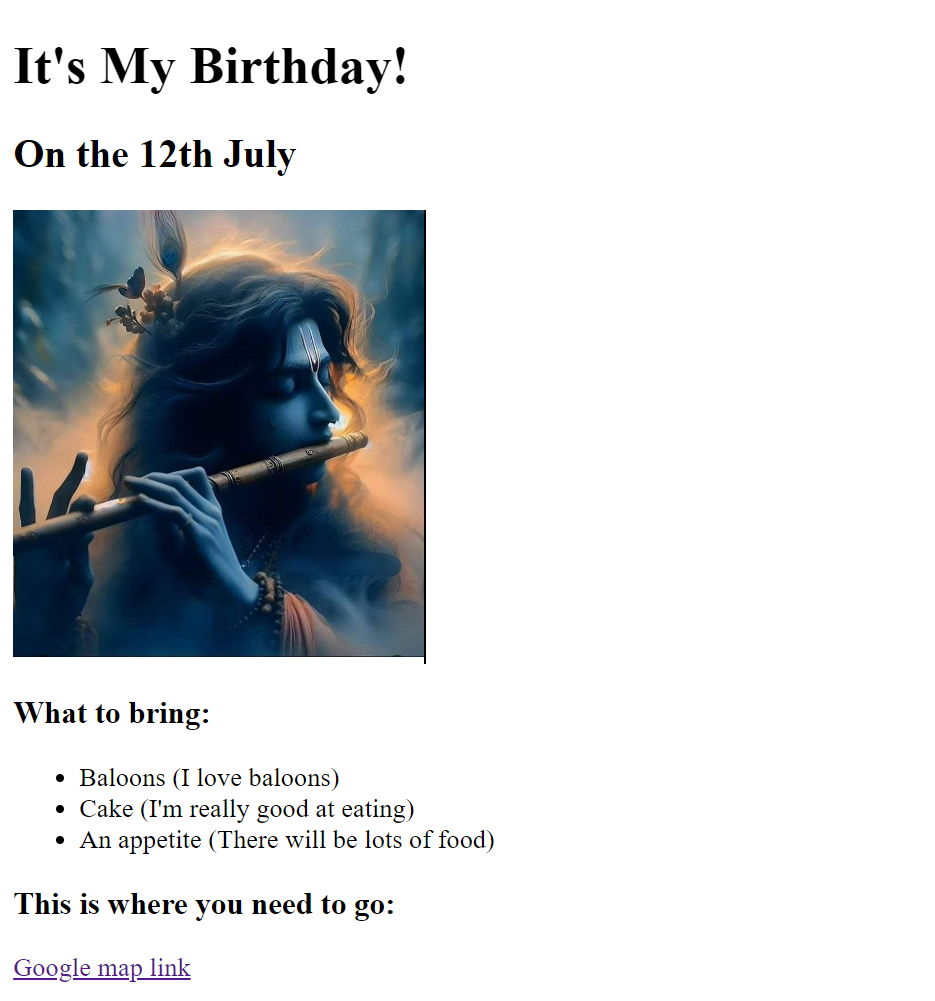 It's My Birthday!
On the 12th July
What to bring:
Baloons (I love baloons)
Cake (I'm really good at eating)
An appetite (There will be lots of food)
This is where you need to go:
Google map link